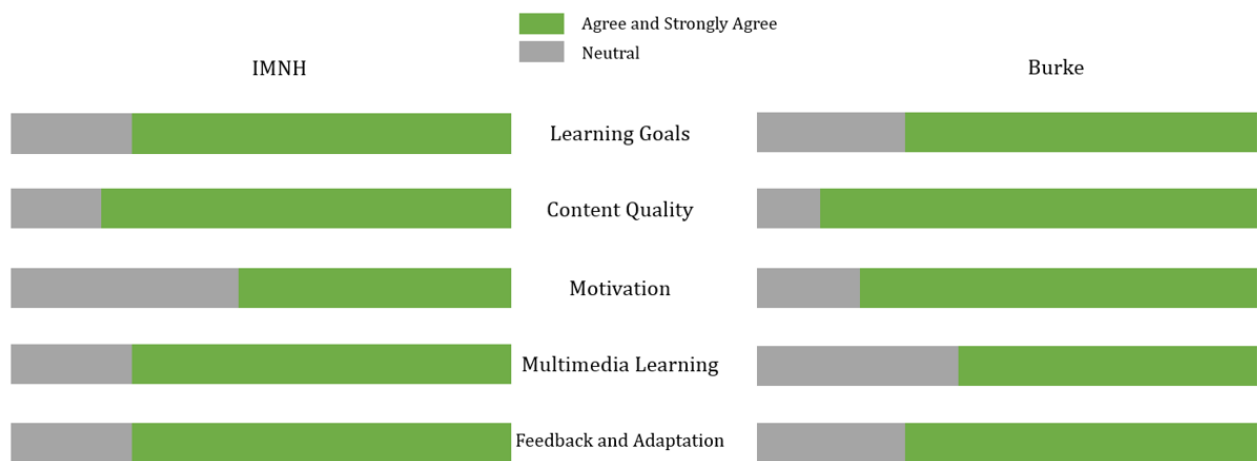 Agree and Strongly Agree
Neutral
IMNH
Burke
Learning Goals
Content Quality
Motivation
Multimedia Learning
Feedback and Adaptation